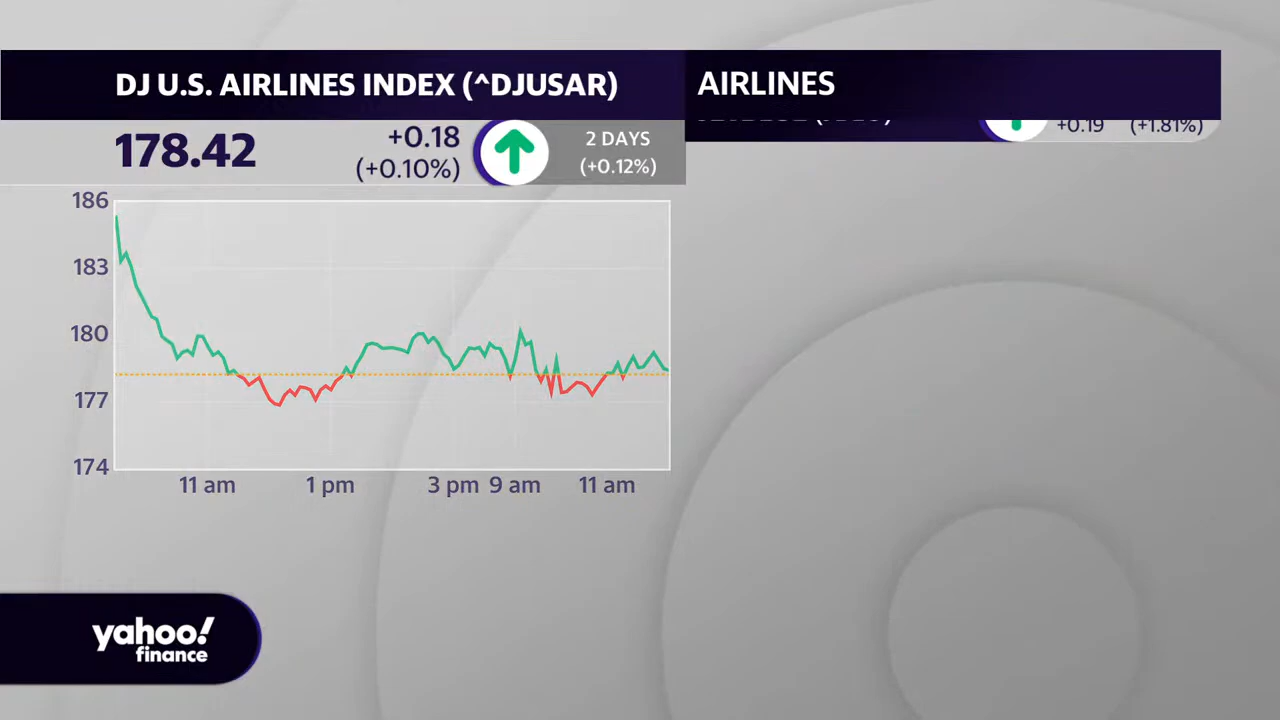 DJ U.S. AIRLINES INDEX (^DJUSAR)
178.42
+0.18
(+0.10%)
2 DAYS
(+0.12%)
186
183
180
177
174
11 am
1 pm
3 pm
9 am
11 am
AIRLINES
+0.19
(+1.81%)
yahoo!
finance